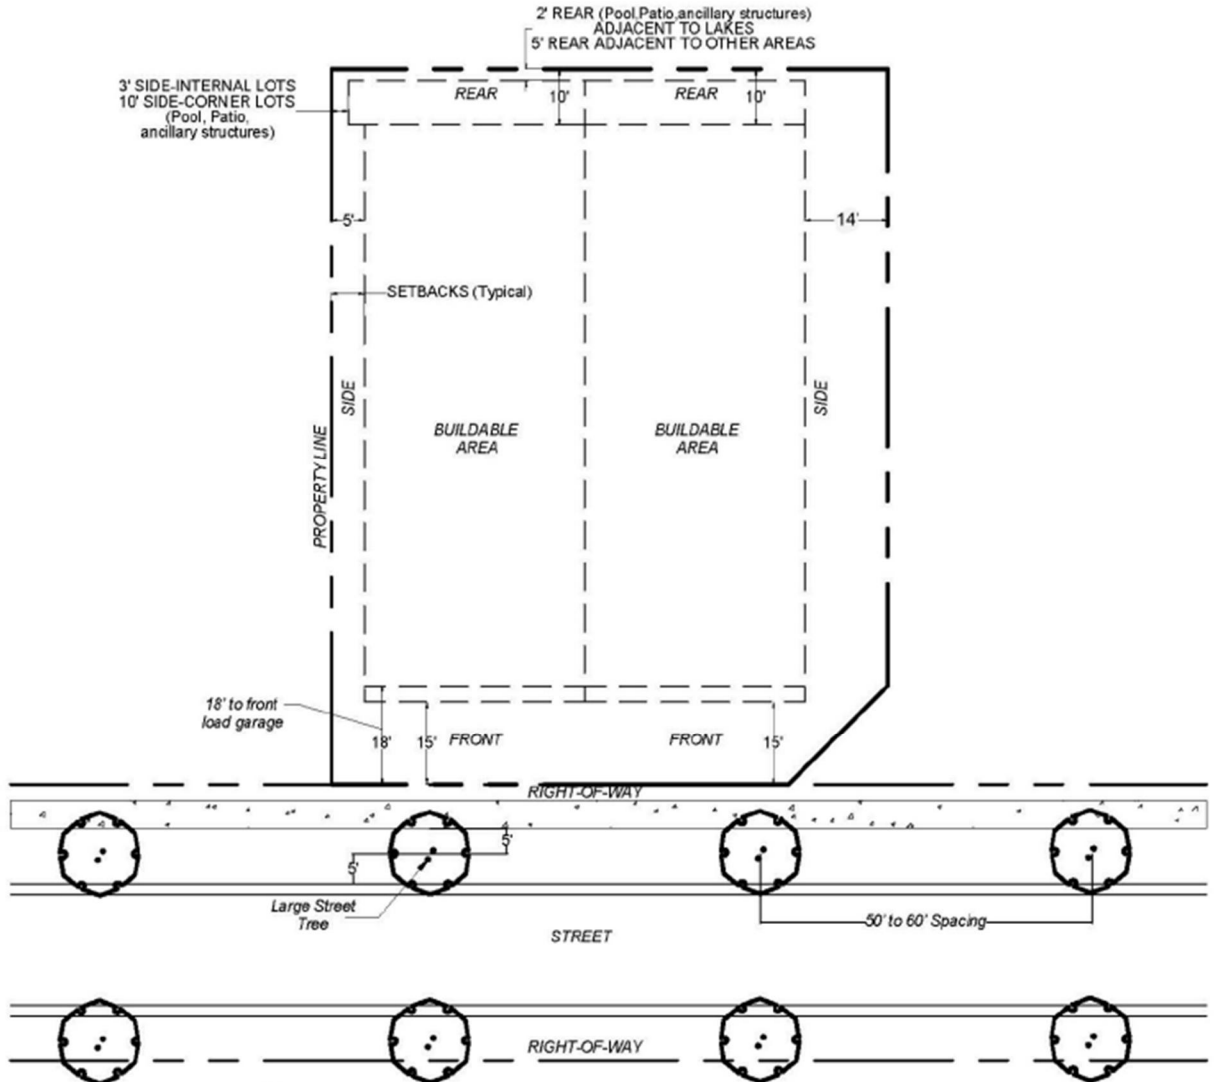 2' REAR (Pool,Patio,ancillary structures)
ADJACENT TO LAKES
5' REAR ADJACENT TO OTHER AREAS
3' SIDE-INTERNAL LOTS
10' SIDE-CORNER LOTS
(Pool, Patio,
ancillary structures)
REAR
10'
REAR
10'
5'
14'
SETBACKS (Typical)
SIDE
SIDE
BUILDABLE
AREA
BUILDABLE
AREA
PROPERTY LINE
18' to front
load garage
18'
15'
FRONT
FRONT
15'
RIGHT-OF-WAY
5'
5'
Large Street
Tree
50' to 60' Spacing
STREET
RIGHT-OF-WAY